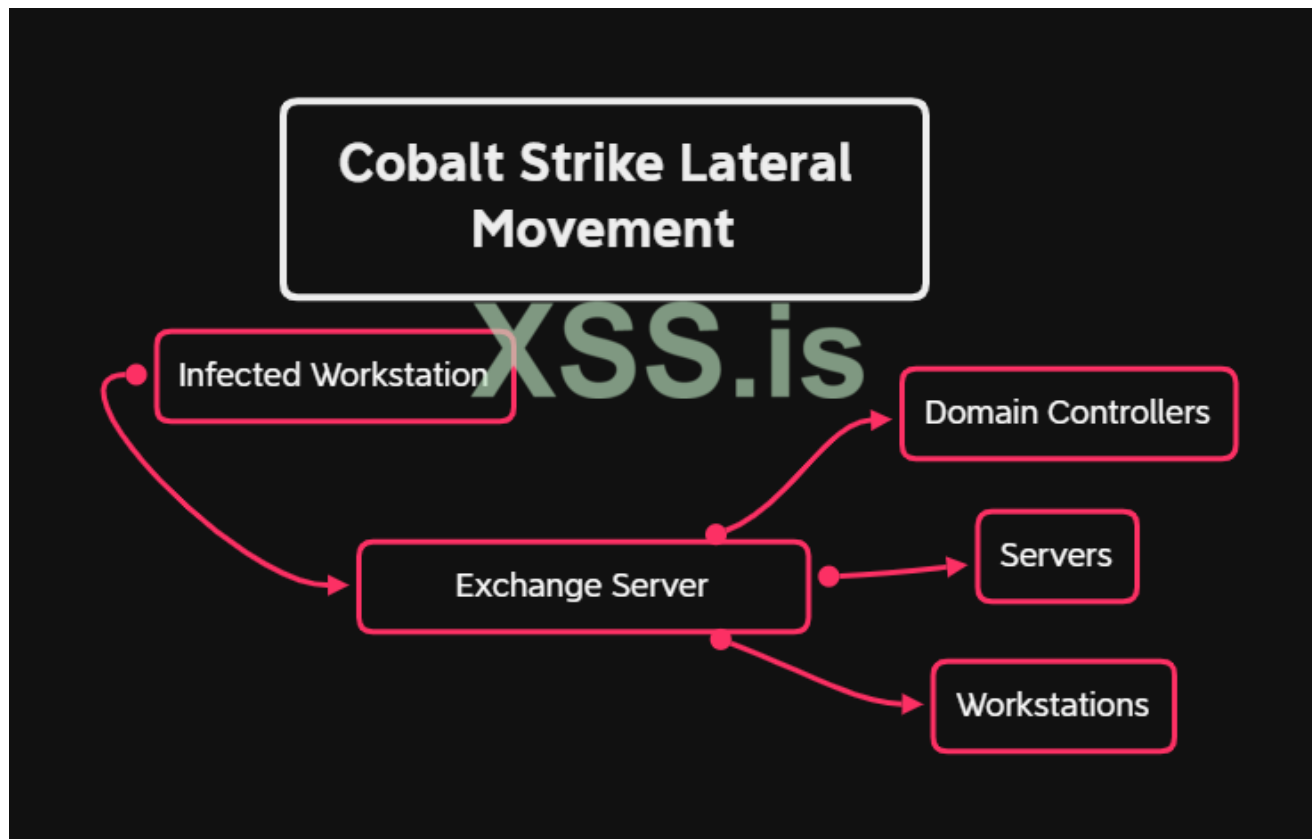 Cobalt Strike Lateral
Movement
XSS.is
Infected Workstation
Domain Controllers
Servers
Exchange Server
Workstations